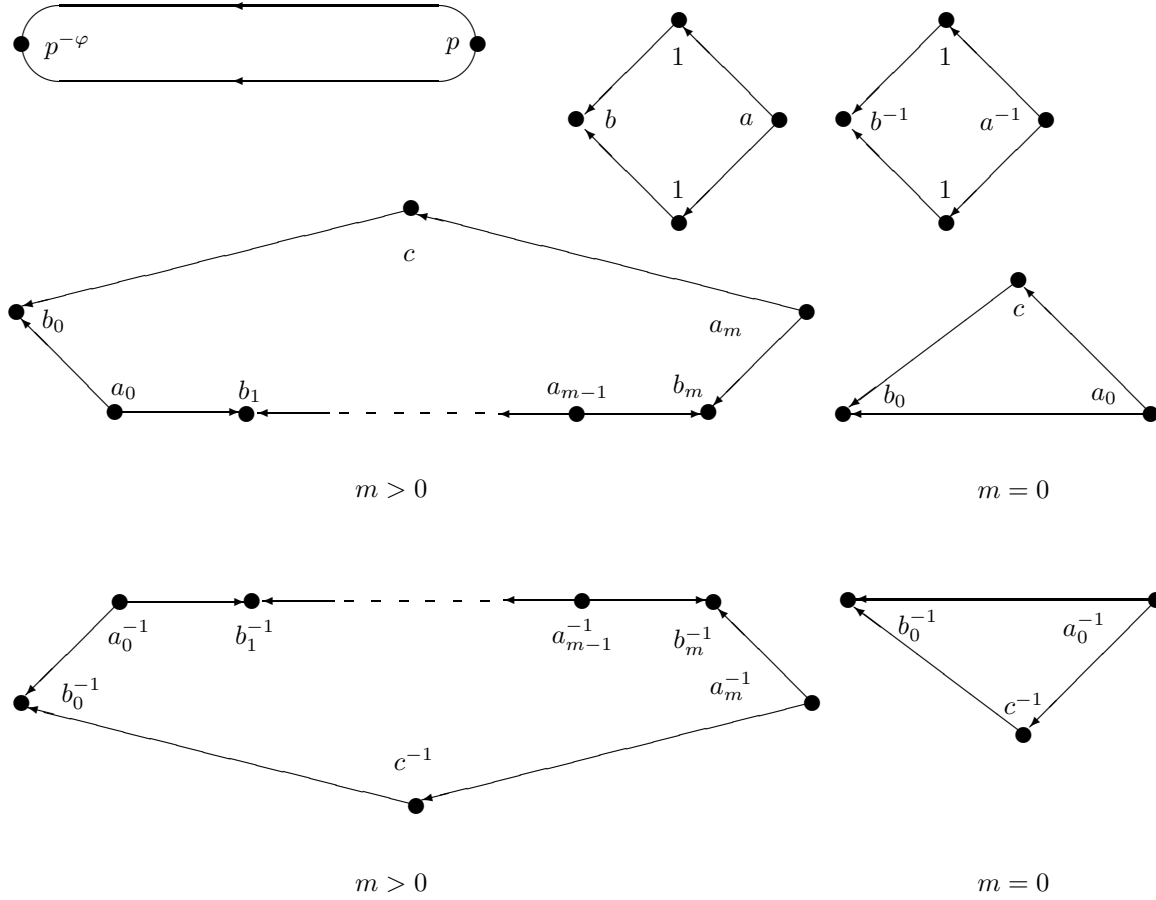 p^{-φ} p
1 1
b a b^{-1} a^{-1}
1 1
c c
b_0 a_m
a_0 b_1 a_{m-1} b_m b_0 a_0
m > 0 m = 0
a_0^{-1} b_1^{-1} a_{m-1}^{-1} b_m^{-1} b_0^{-1} a_0^{-1}
b_0^{-1} a_m^{-1} c^{-1}
c^{-1}
m > 0 m = 0